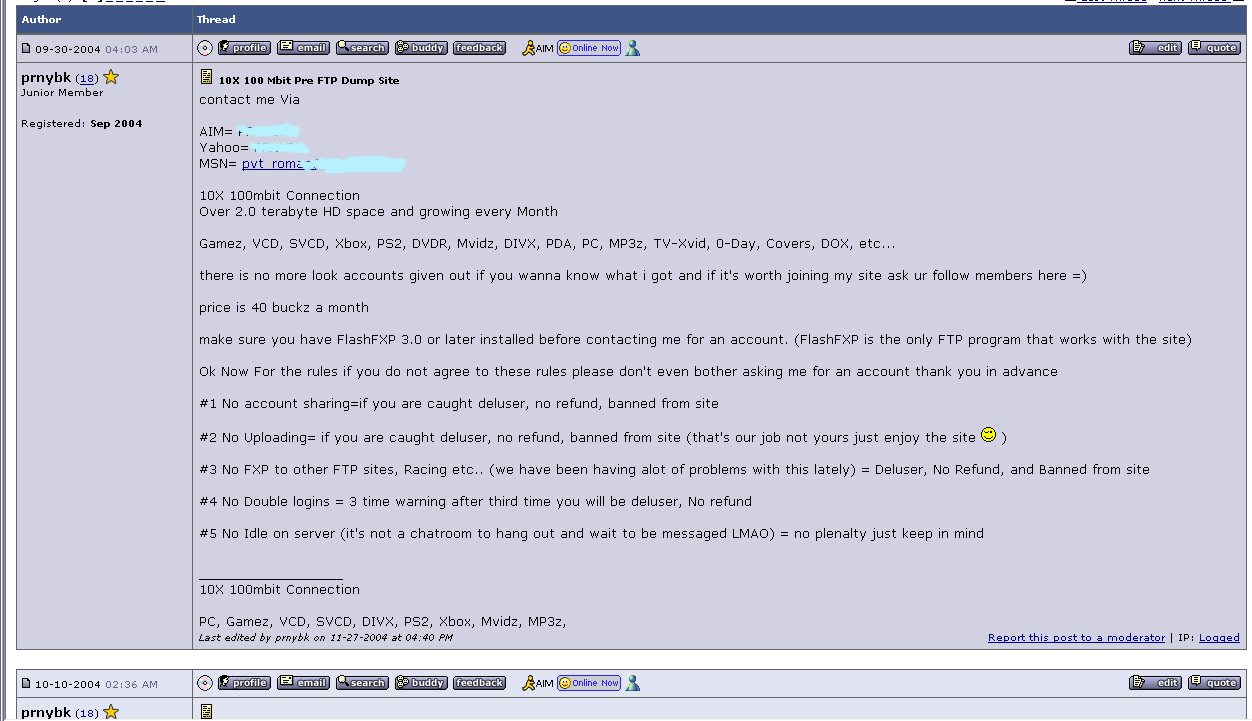 Author Thread
09-30-2004 04:03 AM profile email search buddy feedback AIM Online Now edit quote
prnybk (18)
Junior Member
Registered: Sep 2004
10X 100 Mbit Pre FTP Dump Site
contact me Via
AIM=
Yahoo=
MSN= pvt_roma
10X 100mbit Connection
Over 2.0 terabyte HD space and growing every Month
Gamez, VCD, SVCD, Xbox, PS2, DVDR, Mvidz, DIVX, PDA, PC, MP3z, TV-Xvid, 0-Day, Covers, DOX, etc...
there is no more look accounts given out if you wanna know what i got and if it's worth joining my site ask ur follow members here =)
price is 40 buckz a month
make sure you have FlashFXP 3.0 or later installed before contacting me for an account. (FlashFXP is the only FTP program that works with the site)
Ok Now For the rules if you do not agree to these rules please don't even bother asking me for an account thank you in advance
#1 No account sharing=if you are caught deluser, no refund, banned from site
#2 No Uploading= if you are caught deluser, no refund, banned from site (that's our job not yours just enjoy the site )
#3 No FXP to other FTP sites, Racing etc.. (we have been having alot of problems with this lately) = Deluser, No Refund, and Banned from site
#4 No Double logins = 3 time warning after third time you will be deluser, No refund
#5 No Idle on server (it's not a chatroom to hang out and wait to be messaged LMAO) = no plenalty just keep in mind
__________________
10X 100mbit Connection
PC, Gamez, VCD, SVCD, DIVX, PS2, Xbox, Mvidz, MP3z,
Last edited by prnybk on 11-27-2004 at 04:40 PM
Report this post to a moderator | IP: Logged
10-10-2004 02:36 AM profile email search buddy feedback AIM Online Now edit quote
prnybk (18)